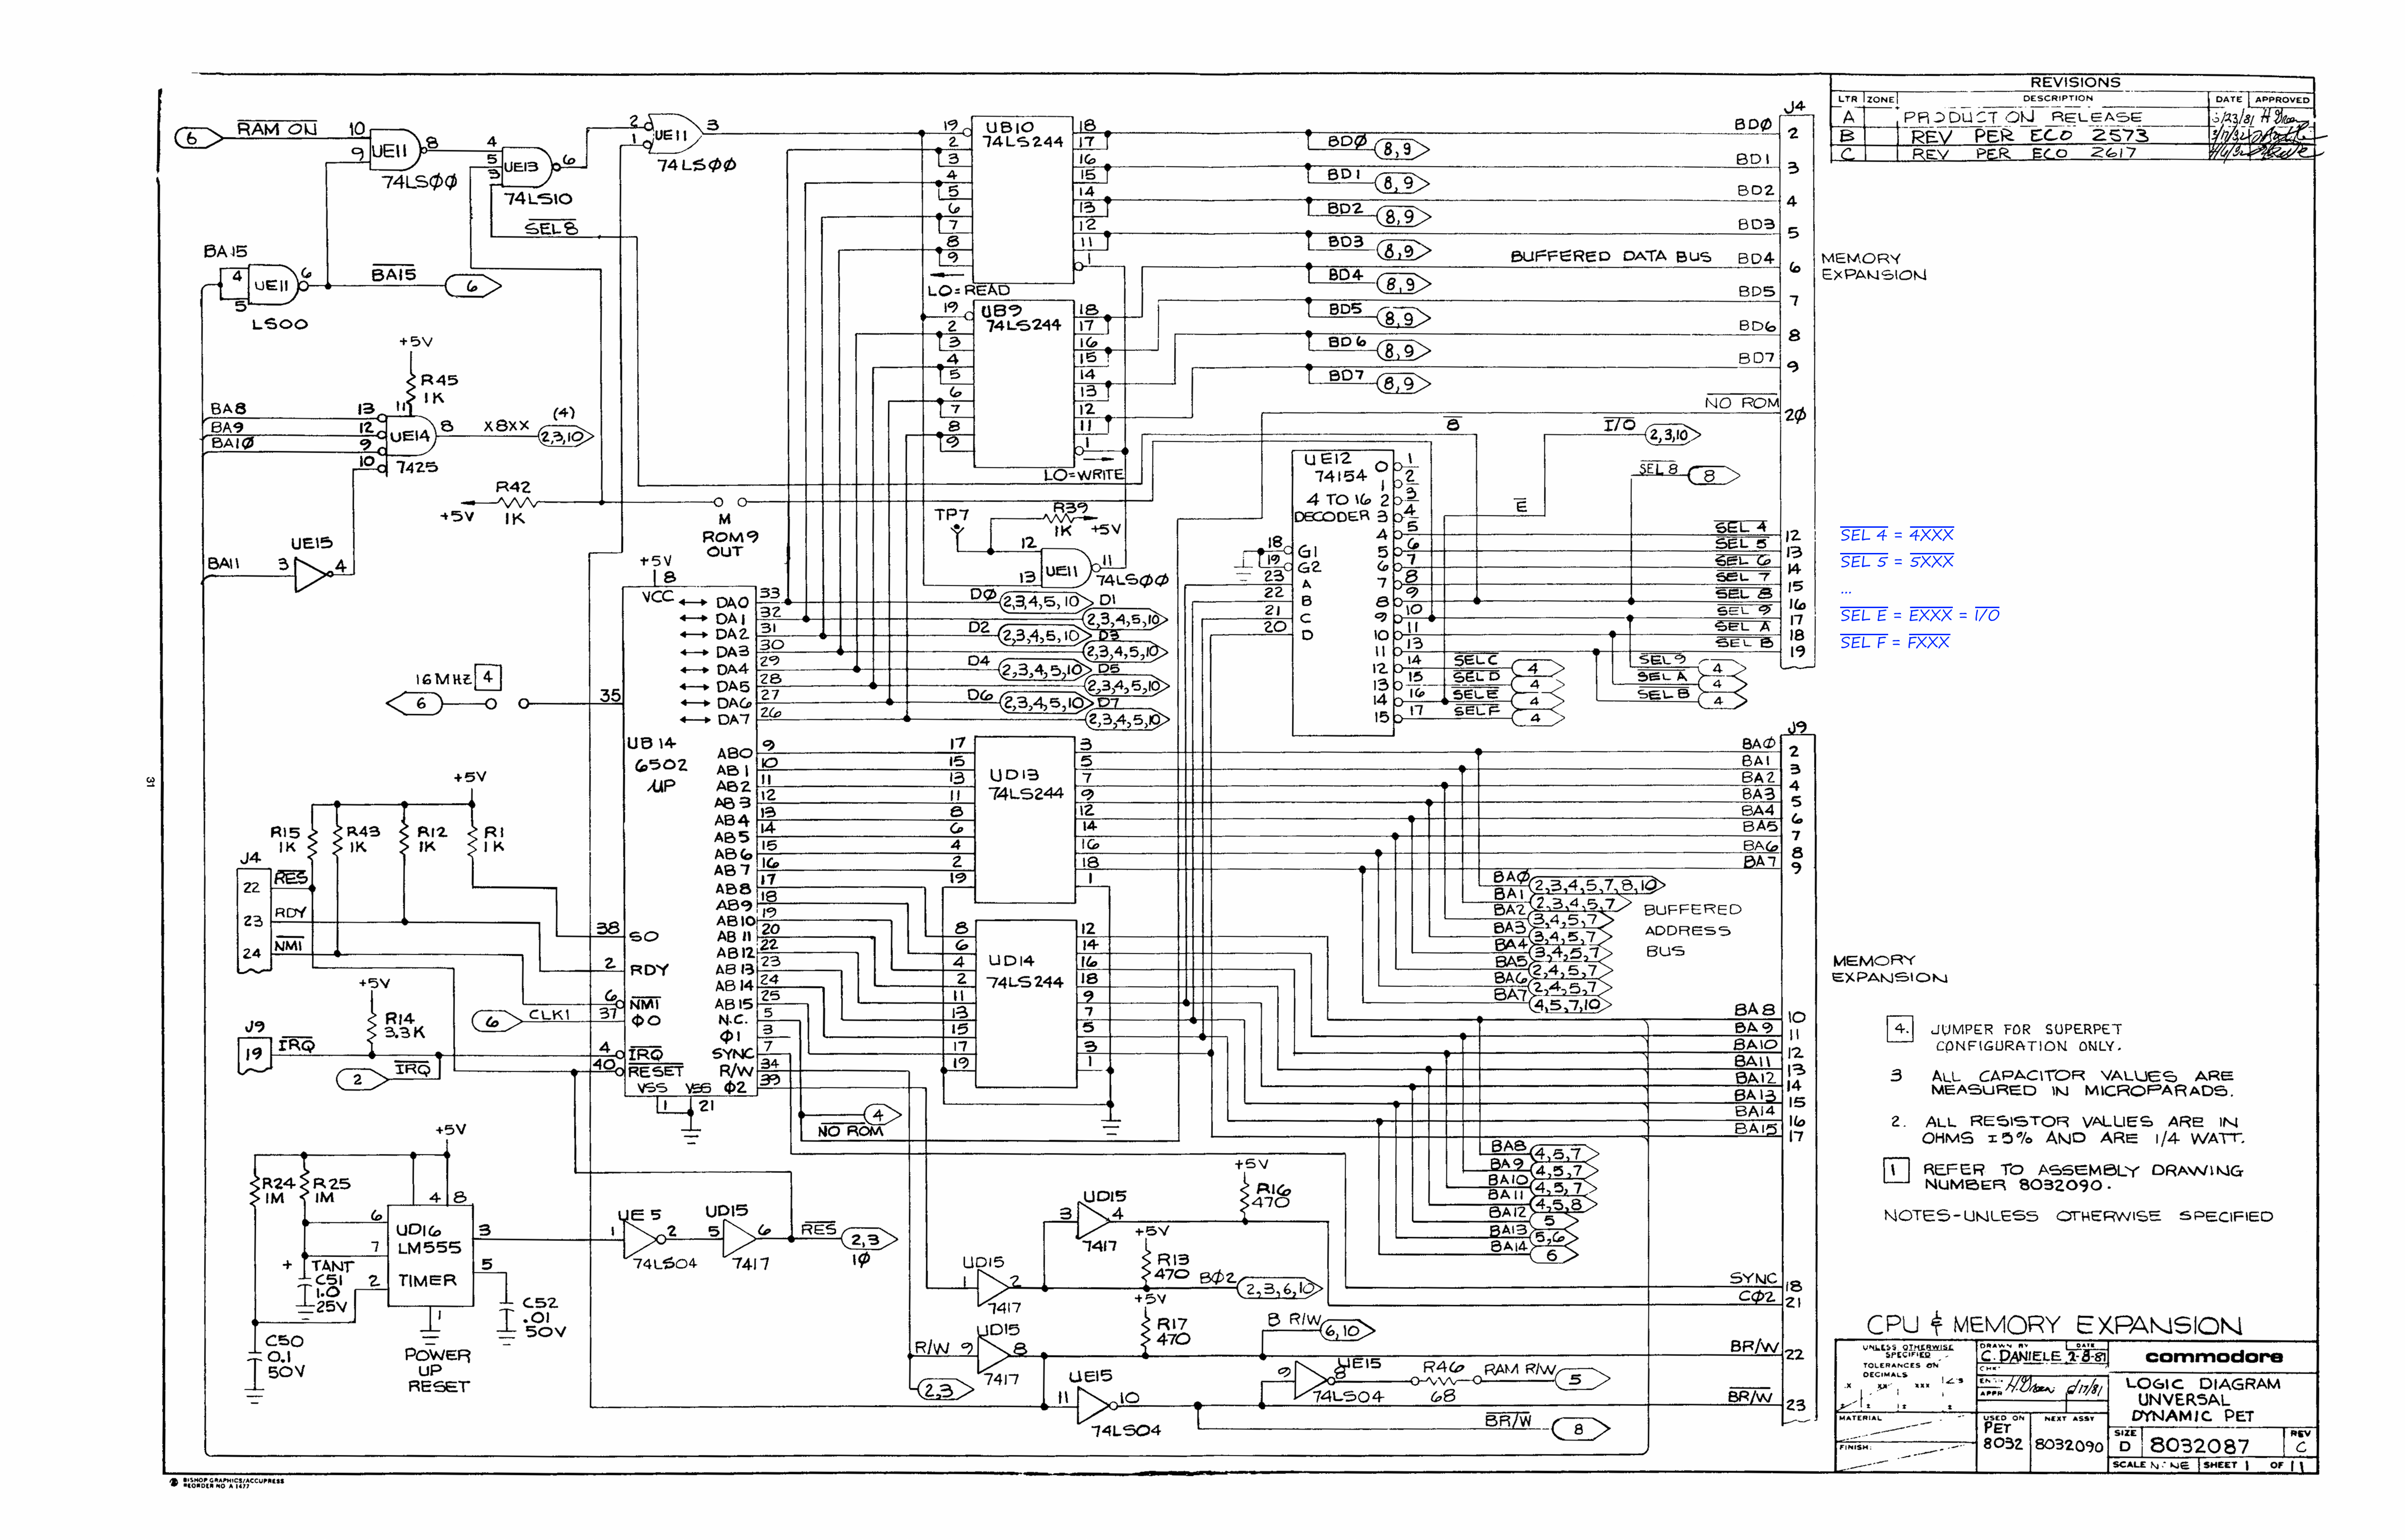 REVISIONS
LTR ZONE DESCRIPTION DATE APPROVED
A PRODUCT ON RELEASE
B REV PER ECO 2573
C REV PER ECO 2617
6 RAM ON 10 9 UE11 8 74LS00
4 5 3 UE13 6 74LS10
2 1 UE11 3 74LS00
SEL8
BA15
4 5 UE11 6 BA15 6
LS00
+5V
R45 1K
BA8 13 11
BA9 12 UE14 8 X8XX (4) 2,3,10
BA10 9
10 7425
R42 1K +5V
M
ROM9
OUT
UE15
BA11 3 4
19 UB10 18
2 74LS244 17
3 16
4 15
5 14
6 13
7 12
8 11
9 1
LO=READ
19 UB9 18
2 74LS244 17
3 16
4 15
5 14
6 13
7 12
8 11
9 1
LO=WRITE
TP7 R39 1K +5V
12 13 UE11 11 74LS00
J4
BD0 8,9 BD0 2
BD1 8,9 BD1 3
BD2 8,9 BD2 4
BD3 8,9 BD3 5
BUFFERED DATA BUS
BD4 8,9 BD4 6
BD5 8,9 BD5 7
BD6 8,9 BD6 8
BD7 8,9 BD7 9
MEMORY
EXPANSION
NO ROM 20
8 I/O 2,3,10
SEL 8 8
E
UE12
74154
4 TO 16
DECODER
18 G1
19 G2
23 A
22 B
21 C
20 D
0 1
1 2
2 3
3 4
4 5 SEL 4 12
5 6 SEL 5 13
6 7 SEL 6 14
7 8 SEL 7 15
8 9 SEL 8 16
9 10 SEL 9 17
10 11 SEL A 18
11 13 SEL B 19
12 14 SELC 4
13 15 SELD 4
14 16 SELE 4
15 17 SELF 4
SEL9 4
SEL A 4
SEL B 4
SEL 4 = 4XXX
SEL 5 = 5XXX
...
SEL E = EXXX = I/O
SEL F = FXXX
+5V
8
VCC
DA0 33 D0 2,3,4,5,10
DA1 32 D1 2,3,4,5,10
DA2 31 D2 2,3,4,5,10
DA3 30 D3 2,3,4,5,10
DA4 29 D4 2,3,4,5,10
DA5 28 D5 2,3,4,5,10
DA6 27 D6 2,3,4,5,10
DA7 26 D7 2,3,4,5,10
16MHZ 4
6 35
UB14
6502
µP
AB0 9 17 3 BA0 2
AB1 10 15 5 BA1 3
AB2 11 13 7 BA2 4
AB3 12 11 9 BA3 5
AB4 13 8 12 BA4 6
AB5 14 6 14 BA5 7
AB6 15 4 16 BA6 8
AB7 16 2 18 BA7 9
19 1
UD13
74LS244
J9
AB8 17
AB9 18
AB10 19
AB11 20
AB12 22
AB13 23
AB14 24
AB15 25
N.C. 5
Φ1 3
SYNC 7
R/W 34
Φ2 39
8 12
6 14
4 16
2 18
11 9
13 7
15 5
17 3
19 1
UD14
74LS244
BA0 2,3,4,5,7,8,10
BA1 2,3,4,5,7
BA2 3,4,5,7
BA3 3,4,5,7
BA4 3,4,5,7
BA5 2,4,5,7
BA6 2,4,5,7
BA7 4,5,7,10
BUFFERED
ADDRESS
BUS
MEMORY
EXPANSION
BA8 10
BA9 11
BA10 12
BA11 13
BA12 14
BA13 15
BA14 16
BA15 17
BA8 4,5,7
BA9 4,5,7
BA10 4,5,7
BA11 4,5,8
BA12 5
BA13 5,6
BA14 6
+5V
R15 1K
R43 1K
R12 1K
R1 1K
J4
22 RES
23 RDY
24 NMI
38 SO
2 RDY
6 NMI
6 CLK1 37 Φ0
+5V
R14
3.3K
J9
19 IRQ 4 IRQ
2 IRQ
40 RESET
VSS VSS
1 21
4
NO ROM
+5V
R24 1M
R25 1M
4 8
6 UD16 3
7 LM555
2 TIMER 5
1
+ TANT
C51
1.0
25V
C50
0.1
50V
C52
.01
50V
POWER
UP
RESET
1 UE5 2
74LS04
5 UD15 6
7417
RES 2,3
10
UD15
3 4
7417
+5V
R16
470
+5V
R13
470
UD15
1 2
7417
BΦ2 2,3,6,10
+5V
R17
470
B R/W 6,10
R/W 9 UD15 8
7417
2,3
UE15
11 10
74LS04
9 UE15 8
74LS04
R46
68
RAM R/W 5
BR/W 8
SYNC 18
CΦ2 21
BR/W 22
BR/W 23
4. JUMPER FOR SUPERPET
CONFIGURATION ONLY.
3 ALL CAPACITOR VALUES ARE
MEASURED IN MICROFARADS.
2. ALL RESISTOR VALUES ARE IN
OHMS ±5% AND ARE 1/4 WATT.
1 REFER TO ASSEMBLY DRAWING
NUMBER 8032090.
NOTES-UNLESS OTHERWISE SPECIFIED
CPU & MEMORY EXPANSION
UNLESS OTHERWISE
SPECIFIED
TOLERANCES ON
DECIMALS
.X .XX .XXX
MATERIAL
FINISH:
DRAWN BY DATE
C. DANIELE 2-8-81
APPR
USED ON NEXT ASSY
PET
8032 8032090
commodore
LOGIC DIAGRAM
UNVERSAL
DYNAMIC PET
SIZE REV
D 8032087 C
SCALE SHEET 1 OF 11
31
BISHOP GRAPHICS/ACCUPRESS
REORDER NO. A 1677